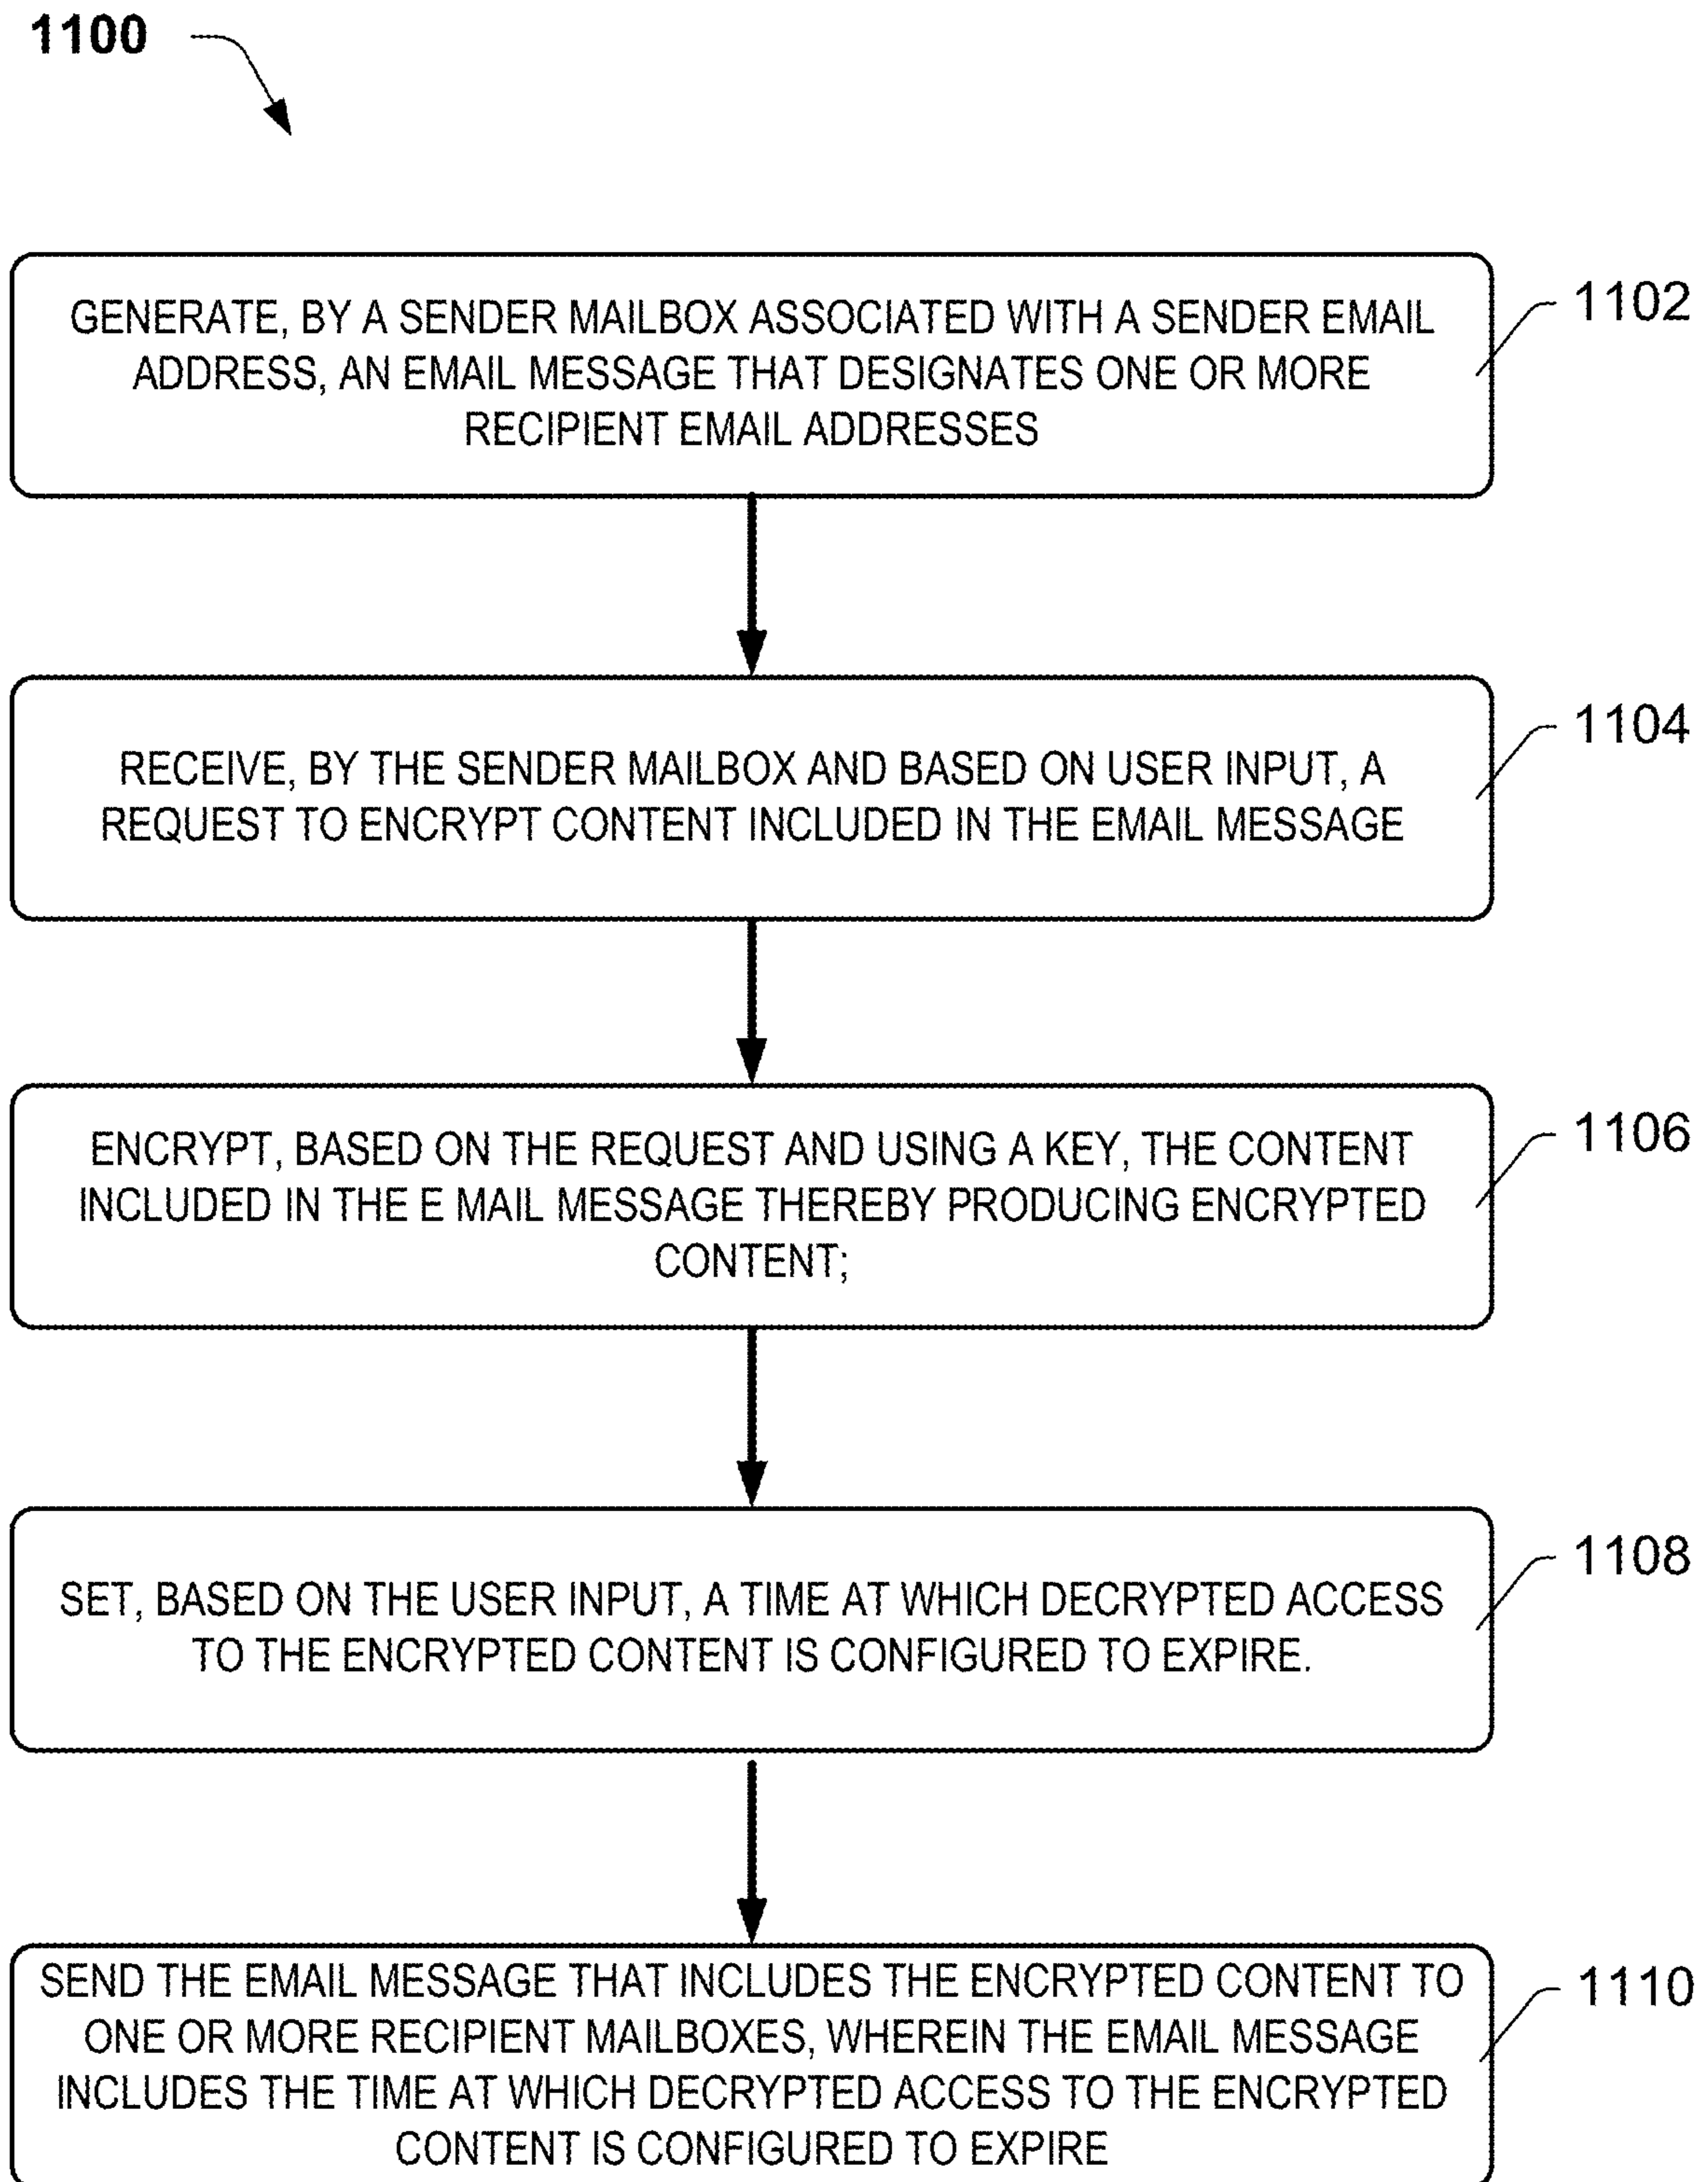 1100
GENERATE, BY A SENDER MAILBOX ASSOCIATED WITH A SENDER EMAIL
ADDRESS, AN EMAIL MESSAGE THAT DESIGNATES ONE OR MORE
RECIPIENT EMAIL ADDRESSES
1102
RECEIVE, BY THE SENDER MAILBOX AND BASED ON USER INPUT, A
REQUEST TO ENCRYPT CONTENT INCLUDED IN THE EMAIL MESSAGE
1104
ENCRYPT, BASED ON THE REQUEST AND USING A KEY, THE CONTENT
INCLUDED IN THE E MAIL MESSAGE THEREBY PRODUCING ENCRYPTED
CONTENT;
1106
SET, BASED ON THE USER INPUT, A TIME AT WHICH DECRYPTED ACCESS
TO THE ENCRYPTED CONTENT IS CONFIGURED TO EXPIRE.
1108
SEND THE EMAIL MESSAGE THAT INCLUDES THE ENCRYPTED CONTENT TO
ONE OR MORE RECIPIENT MAILBOXES, WHEREIN THE EMAIL MESSAGE
INCLUDES THE TIME AT WHICH DECRYPTED ACCESS TO THE ENCRYPTED
CONTENT IS CONFIGURED TO EXPIRE
1110